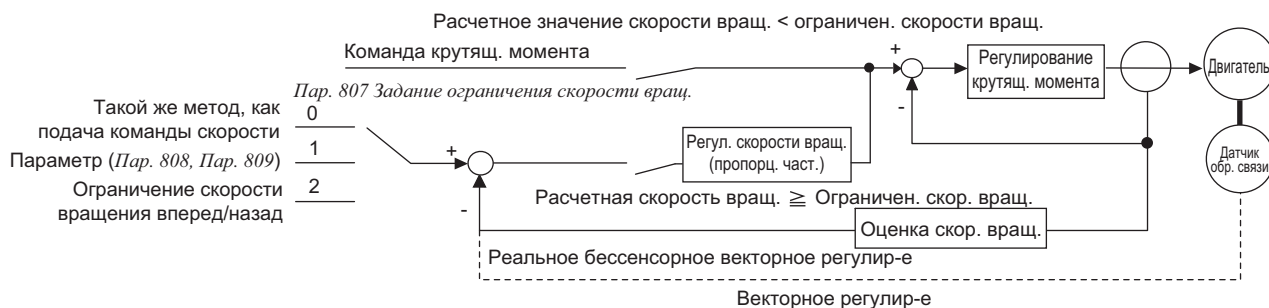 Расчетное значение скорости вращ. < ограничен. скорости вращ.
Команда крутящ. момента
Пар. 807 Задание ограничения скорости вращ.
+
-
Регулирование
крутящ. момента
Двигатель
Такой же метод, как
подача команды скорости
0
Параметр (Пар. 808, Пар. 809)
1
Ограничение скорости
вращения вперед/назад
2
+
-
Регул. скорости вращ.
(пропорц. част.)
Датчик
обр. связи
Расчетная скорость вращ. ≧ Ограничен. скор. вращ.
Оценка скор. вращ.
Реальное бессенсорное векторное регулир-е
Векторное регулир-е